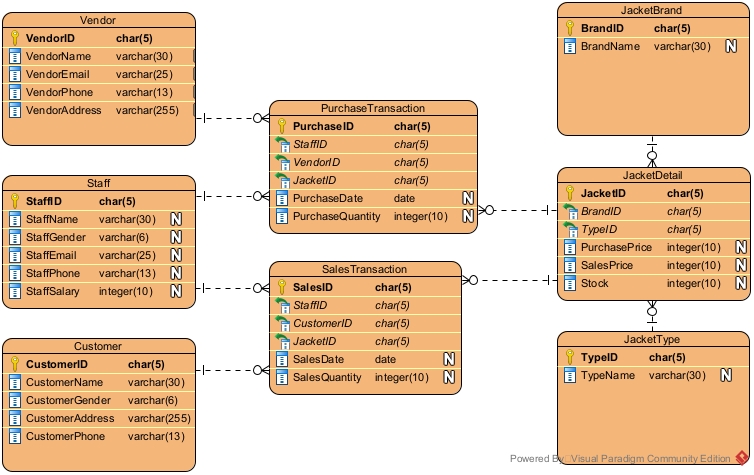 Vendor
VendorID char(5)
VendorName varchar(30)
VendorEmail varchar(25)
VendorPhone varchar(13)
VendorAddress varchar(255)
Staff
StaffID char(5)
StaffName varchar(30) N
StaffGender varchar(6) N
StaffEmail varchar(25) N
StaffPhone varchar(13) N
StaffSalary integer(10) N
Customer
CustomerID char(5)
CustomerName varchar(30)
CustomerGender varchar(6)
CustomerAddress varchar(255)
CustomerPhone varchar(13)
PurchaseTransaction
PurchaseID char(5)
StaffID char(5)
VendorID char(5)
JacketID char(5)
PurchaseDate date N
PurchaseQuantity integer(10) N
SalesTransaction
SalesID char(5)
StaffID char(5)
CustomerID char(5)
JacketID char(5)
SalesDate date N
SalesQuantity integer(10) N
JacketBrand
BrandID char(5)
BrandName varchar(30) N
JacketDetail
JacketID char(5)
BrandID char(5)
TypeID char(5)
PurchasePrice integer(10) N
SalesPrice integer(10) N
Stock integer(10) N
JacketType
TypeID char(5)
TypeName varchar(30) N
Powered By Visual Paradigm Community Edition